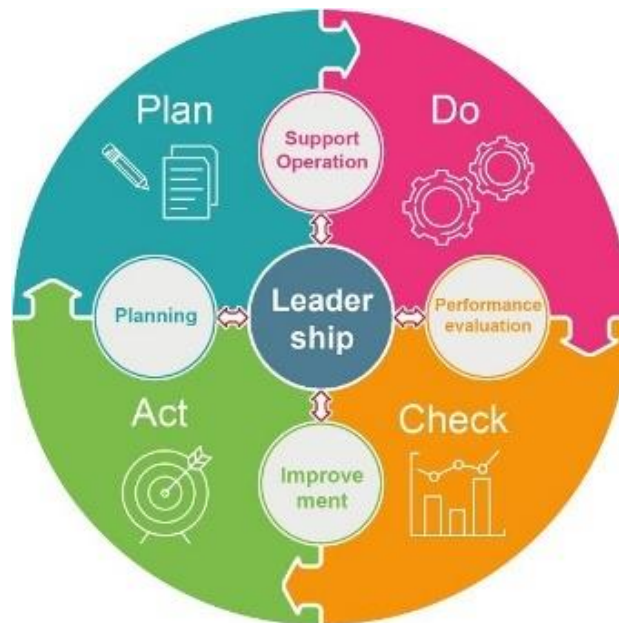 Plan
Do
Support
Operation
Planning
Leader
ship
Performance
evaluation
Act
Check
Improve
ment